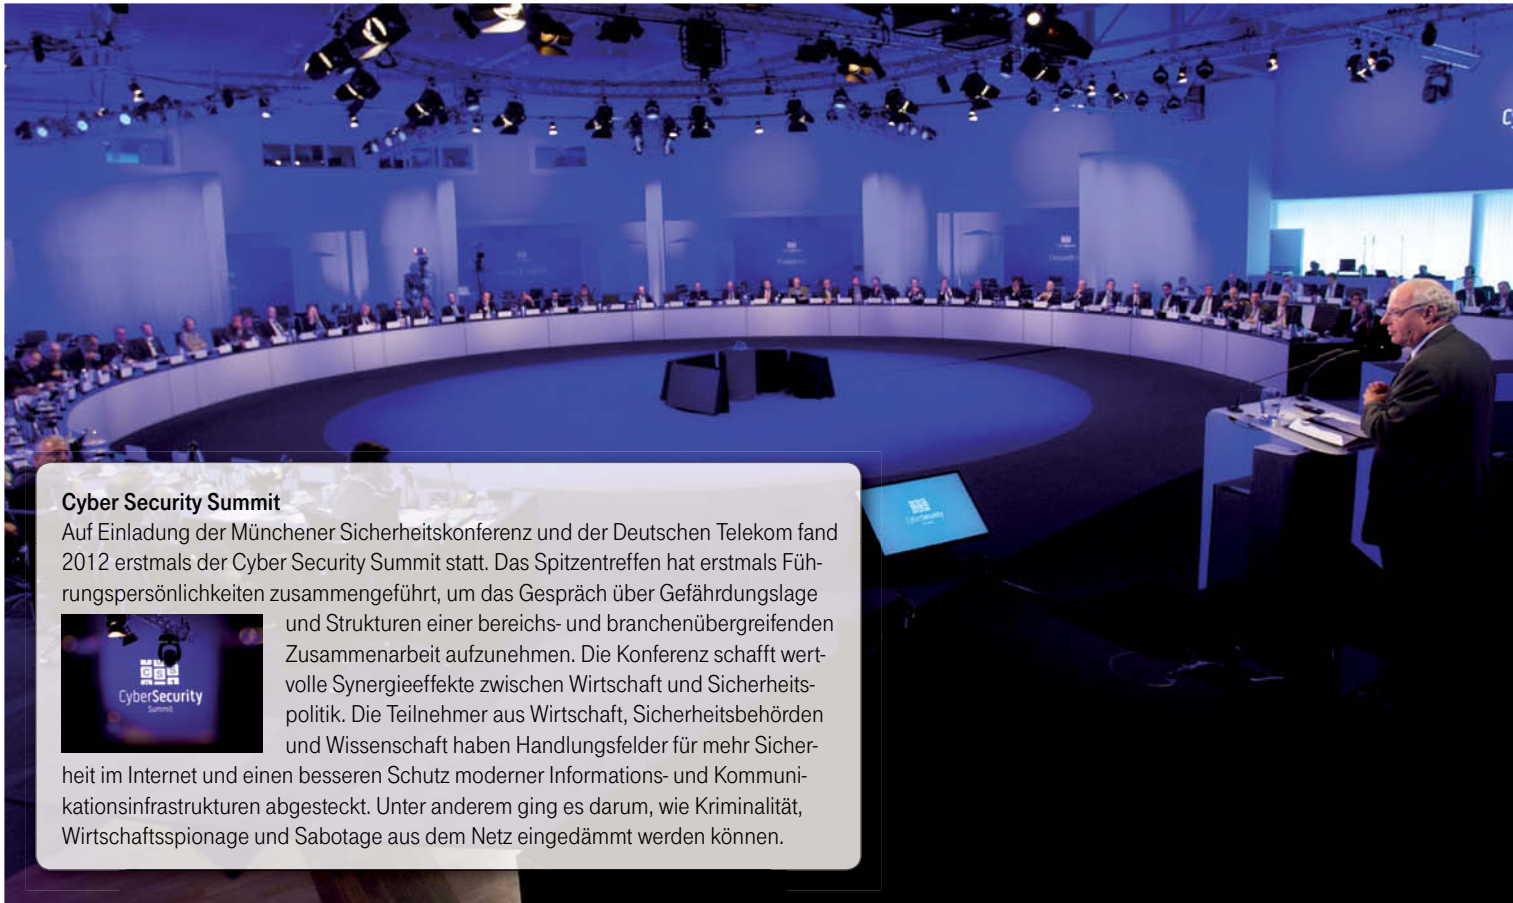 Cyber Security Summit
Auf Einladung der Münchener Sicherheitskonferenz und der Deutschen Telekom fand
2012 erstmals der Cyber Security Summit statt. Das Spitzentreffen hat erstmals Füh-
rungspersönlichkeiten zusammengeführt, um das Gespräch über Gefährdungslage
und Strukturen einer bereichs- und branchenübergreifenden
Zusammenarbeit aufzunehmen. Die Konferenz schafft wert-
volle Synergieeffekte zwischen Wirtschaft und Sicherheits-
politik. Die Teilnehmer aus Wirtschaft, Sicherheitsbehörden
und Wissenschaft haben Handlungsfelder für mehr Sicher-
heit im Internet und einen besseren Schutz moderner Informations- und Kommuni-
kationsinfrastrukturen abgesteckt. Unter anderem ging es darum, wie Kriminalität,
Wirtschaftsspionage und Sabotage aus dem Netz eingedämmt werden können.
CSS
CyberSecurity
Summit
CyberSecurity